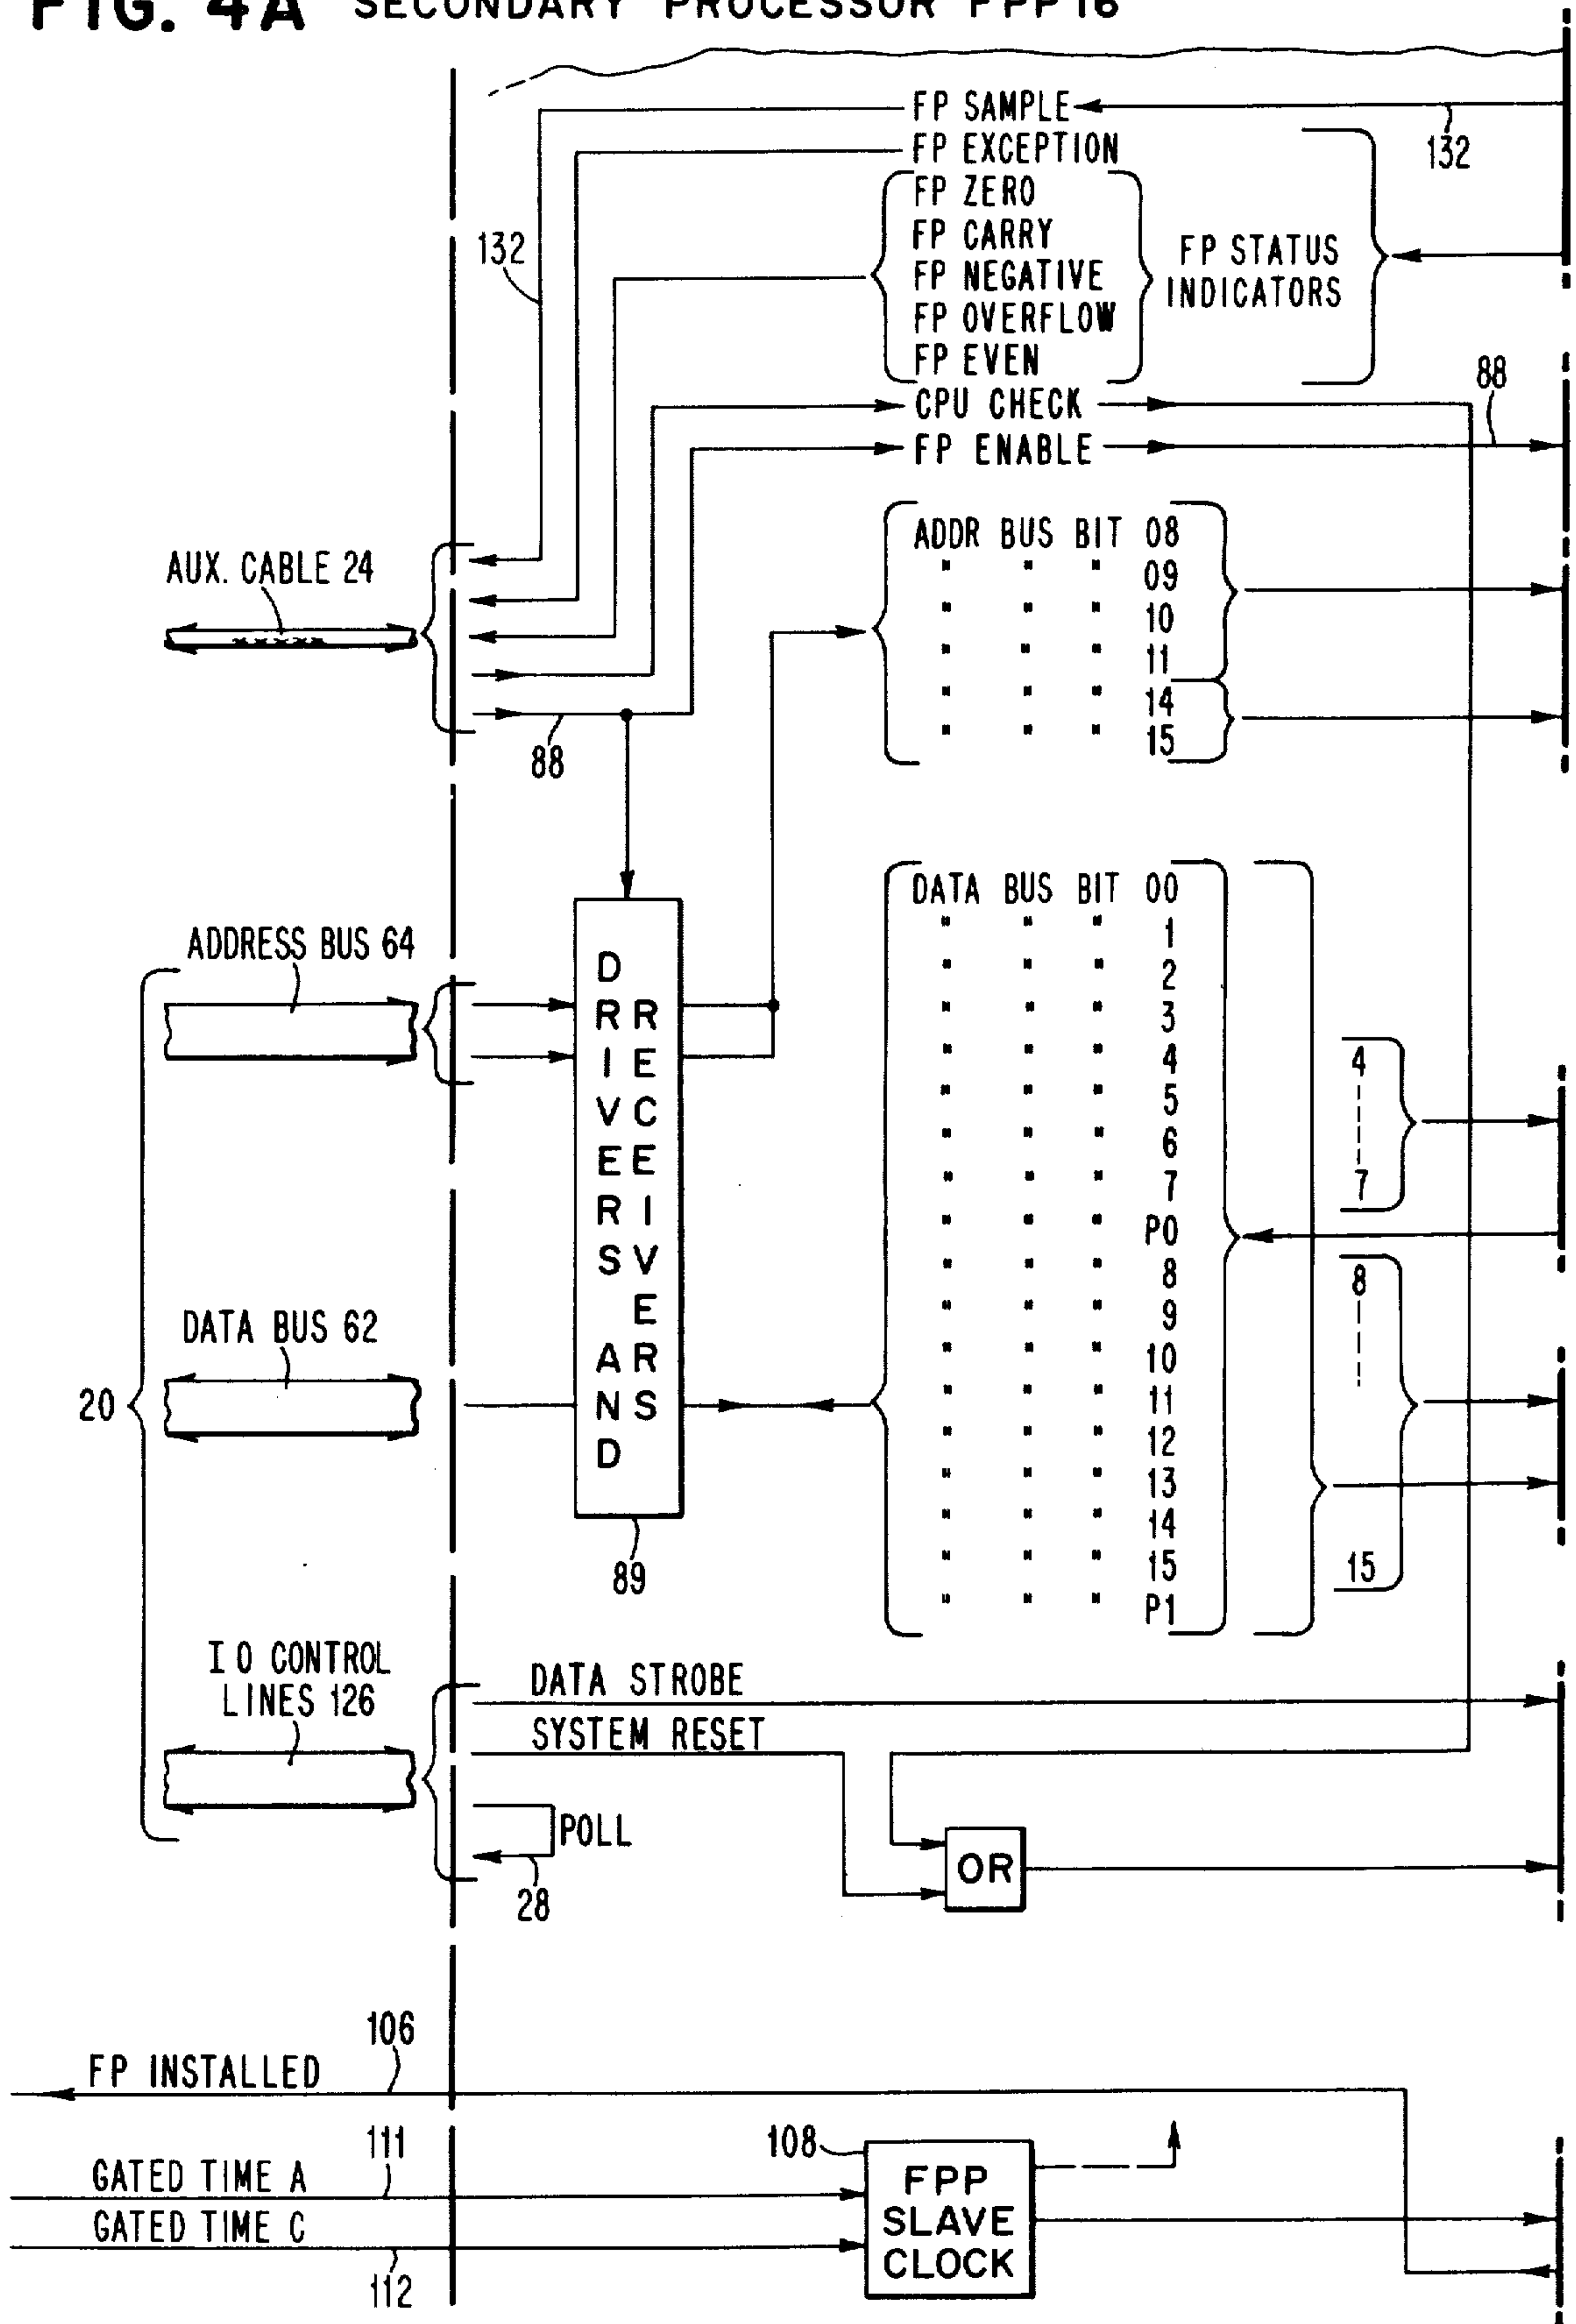 FIG. 4A SECONDARY PROCESSOR FPP16
FP SAMPLE
132
FP EXCEPTION
FP ZERO
FP CARRY
FP NEGATIVE
FP OVERFLOW
FP EVEN
FP STATUS
INDICATORS
132
CPU CHECK
FP ENABLE
88
AUX. CABLE 24
88
ADDR BUS BIT 08
" " " 09
" " " 10
" " " 11
" " " 14
" " " 15
ADDRESS BUS 64
DRIVERS AND
RECEIVERS
89
DATA BUS BIT 00
" " " 1
" " " 2
" " " 3
" " " 4
" " " 5
" " " 6
" " " 7
" " " P0
" " " 8
" " " 9
" " " 10
" " " 11
" " " 12
" " " 13
" " " 14
" " " 15
" " " P1
4
7
8
15
DATA BUS 62
20
I O CONTROL
LINES 126
DATA STROBE
SYSTEM RESET
POLL
28
OR
106
FP INSTALLED
111
GATED TIME A
GATED TIME C
112
108
FPP
SLAVE
CLOCK